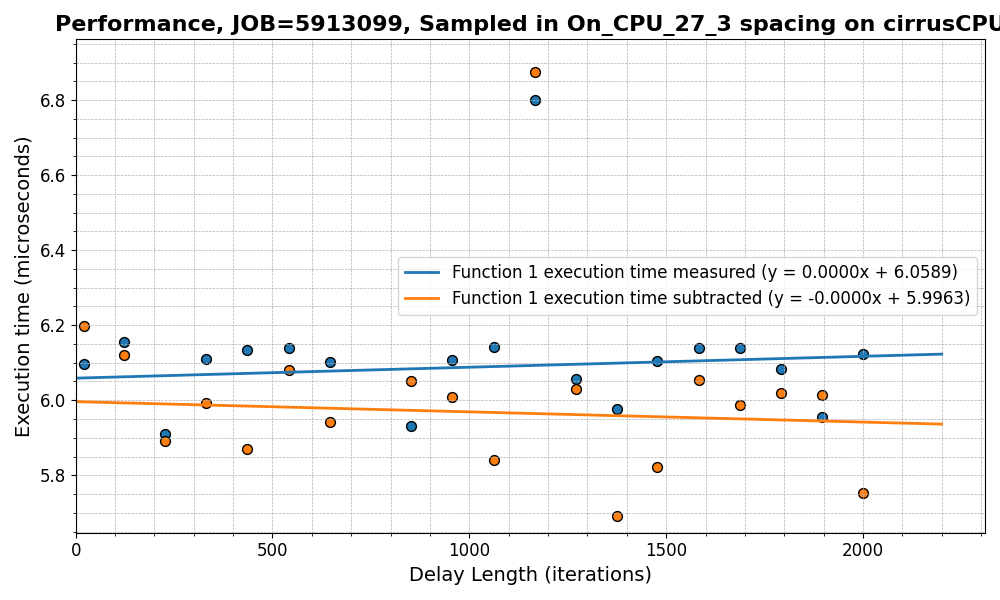 Performance, JOB=5913099, Sampled in On_CPU_27_3 spacing on cirrusCPU
Execution time (microseconds)
6.8
6.6
6.4
6.2
6.0
5.8
Function 1 execution time measured (y = 0.0000x + 6.0589)
Function 1 execution time subtracted (y = -0.0000x + 5.9963)
0
500
1000
1500
2000
Delay Length (iterations)